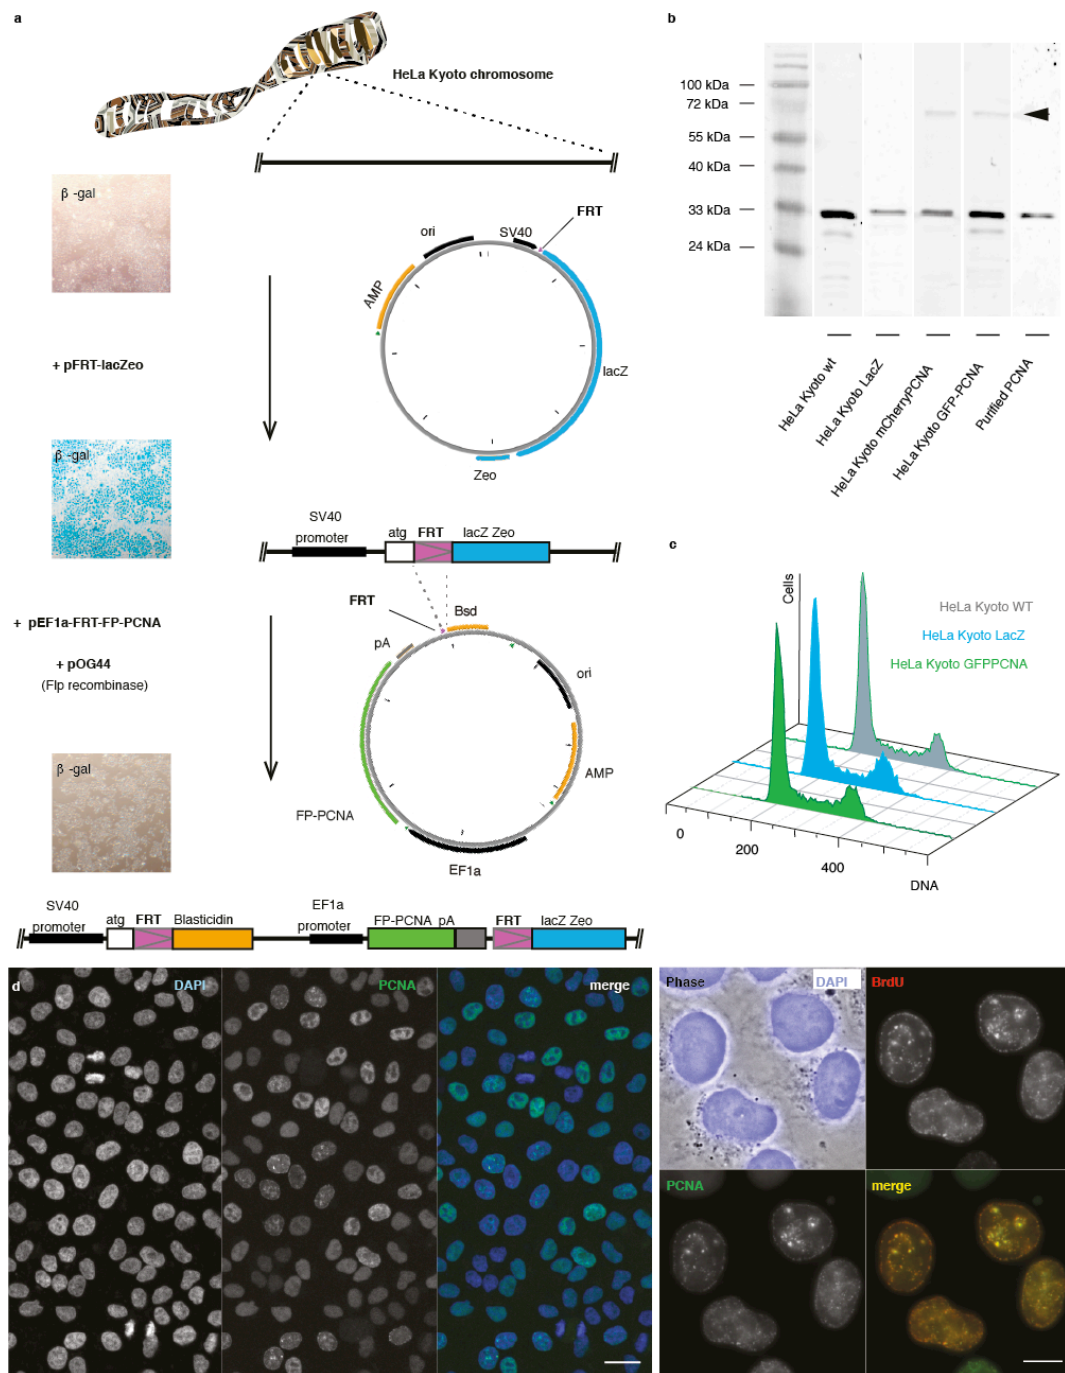 a
HeLa Kyoto chromosome
β -gal
FRT
SV40
ori
AMP
+ pFRT-lacZeo
lacZ
Zeo
β -gal
SV40
promoter
atg
FRT
lacZ Zeo
FRT
Bsd
pA
+ pEF1a-FRT-FP-PCNA
+ pOG44
(Flp recombinase)
ori
AMP
β -gal
FP-PCNA
EF1a
SV40
promoter
atg
FRT
Blasticidin
EF1a
promoter
FP-PCNA pA
FRT
lacZ Zeo
b
100 kDa
72 kDa
55 kDa
40 kDa
33 kDa
24 kDa
HeLa Kyoto wt
HeLa Kyoto LacZ
HeLa Kyoto mCherryPCNA
HeLa Kyoto GFP-PCNA
Purified PCNA
c
Cells
HeLa Kyoto WT
HeLa Kyoto LacZ
HeLa Kyoto GFPPCNA
0
200
400
DNA
d
DAPI
PCNA
merge
Phase
DAPI
BrdU
PCNA
merge